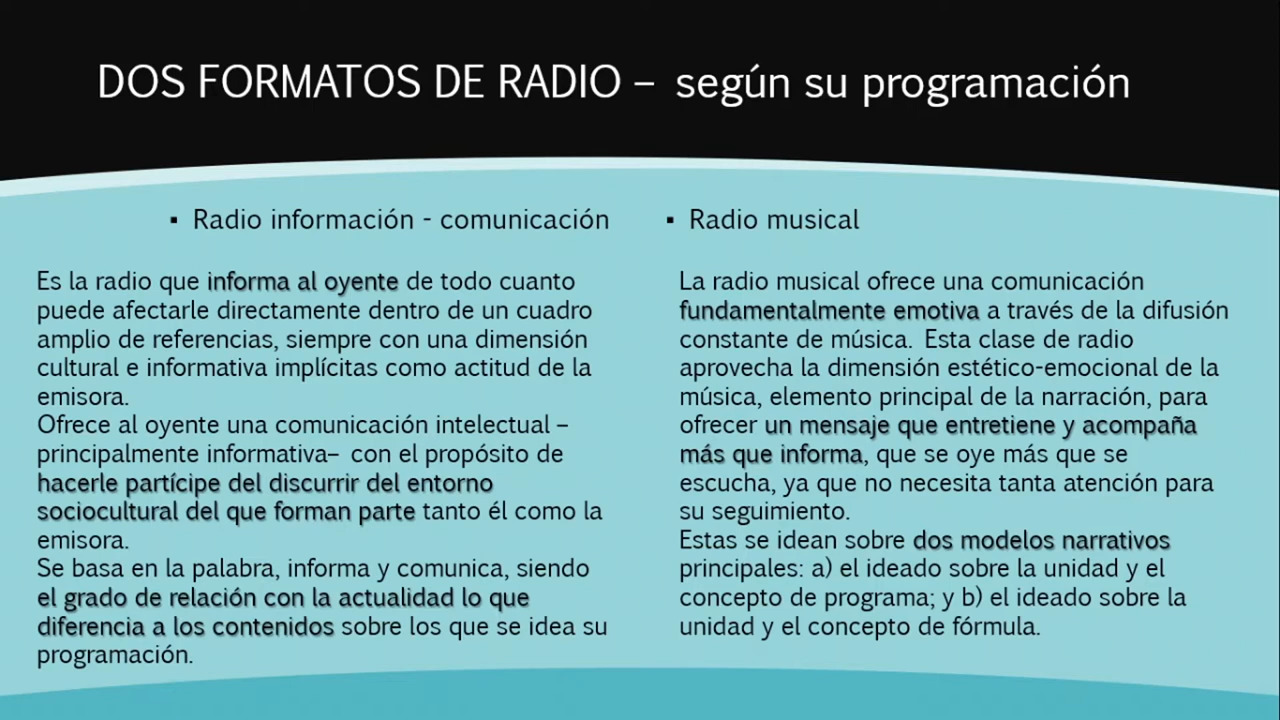 DOS FORMATOS DE RADIO – según su programación
▪ Radio información - comunicación
Es la radio que informa al oyente de todo cuanto
puede afectarle directamente dentro de un cuadro
amplio de referencias, siempre con una dimensión
cultural e informativa implícitas como actitud de la
emisora.
Ofrece al oyente una comunicación intelectual –
principalmente informativa– con el propósito de
hacerle partícipe del discurrir del entorno
sociocultural del que forman parte tanto él como la
emisora.
Se basa en la palabra, informa y comunica, siendo
el grado de relación con la actualidad lo que
diferencia a los contenidos sobre los que se idea su
programación.
▪ Radio musical
La radio musical ofrece una comunicación
fundamentalmente emotiva a través de la difusión
constante de música. Esta clase de radio
aprovecha la dimensión estético-emocional de la
música, elemento principal de la narración, para
ofrecer un mensaje que entretiene y acompaña
más que informa, que se oye más que se
escucha, ya que no necesita tanta atención para
su seguimiento.
Estas se idean sobre dos modelos narrativos
principales: a) el ideado sobre la unidad y el
concepto de programa; y b) el ideado sobre la
unidad y el concepto de fórmula.